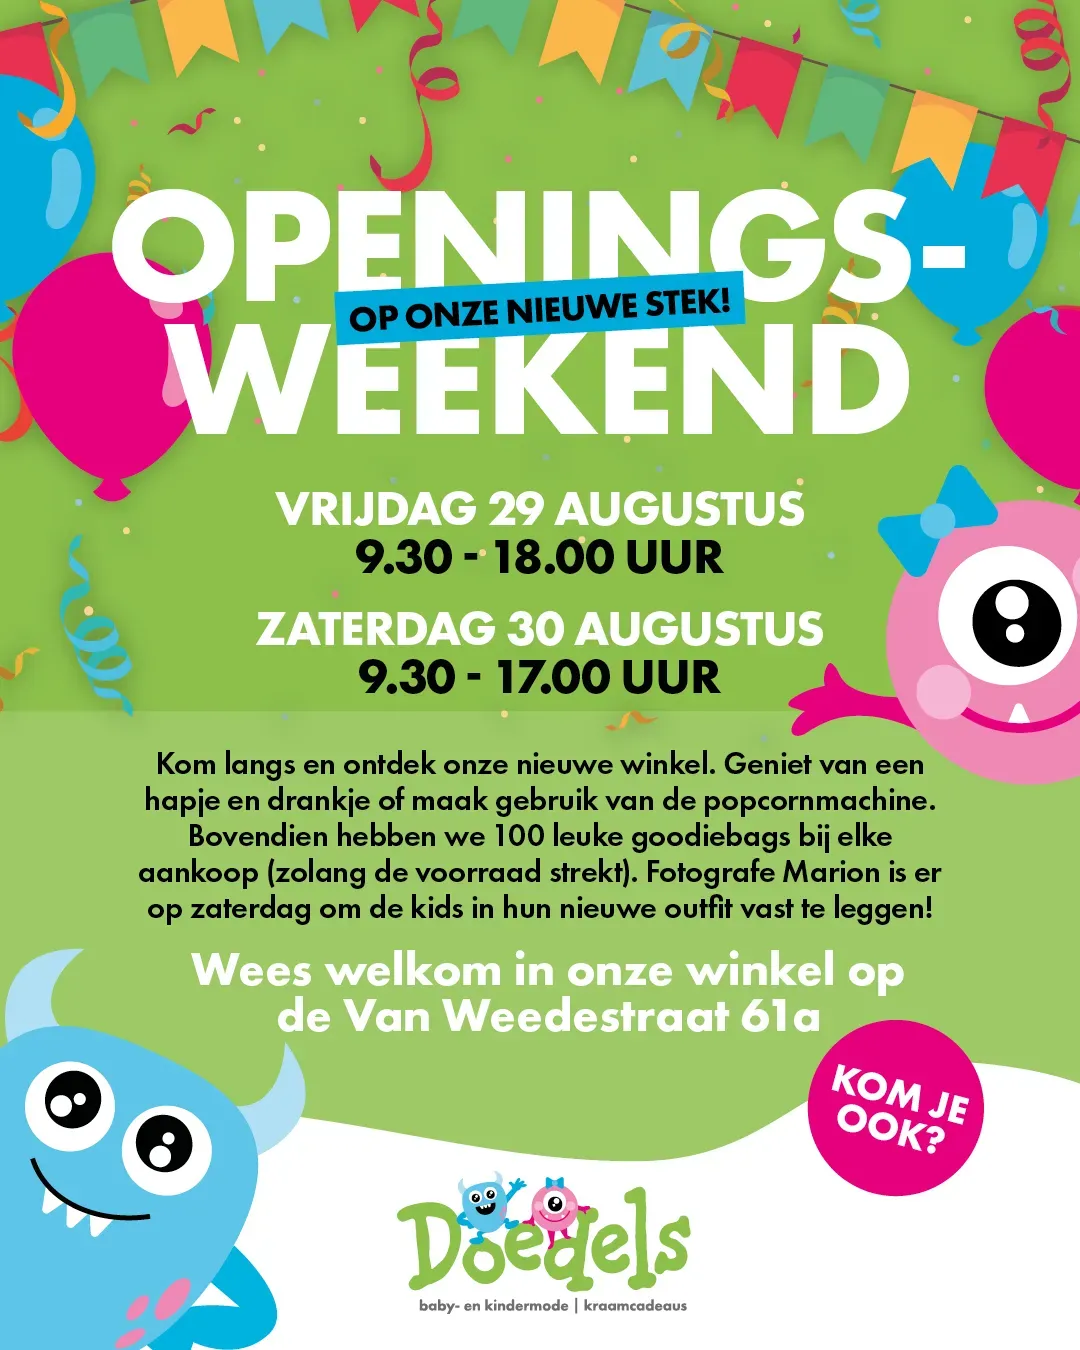 OPENINGS-
OP ONZE NIEUWE STEK!
WEEKEND
VRIJDAG 29 AUGUSTUS
9.30 - 18.00 UUR
ZATERDAG 30 AUGUSTUS
9.30 - 17.00 UUR
Kom langs en ontdek onze nieuwe winkel. Geniet van een
hapje en drankje of maak gebruik van de popcornmachine.
Bovendien hebben we 100 leuke goodiebags bij elke
aankoop (zolang de voorraad strekt). Fotografe Marion is er
op zaterdag om de kids in hun nieuwe outfit vast te leggen!
Wees welkom in onze winkel op
de Van Weedestraat 61a
KOM JE
OOK?
Doedels
baby- en kindermode | kraamcadeaus